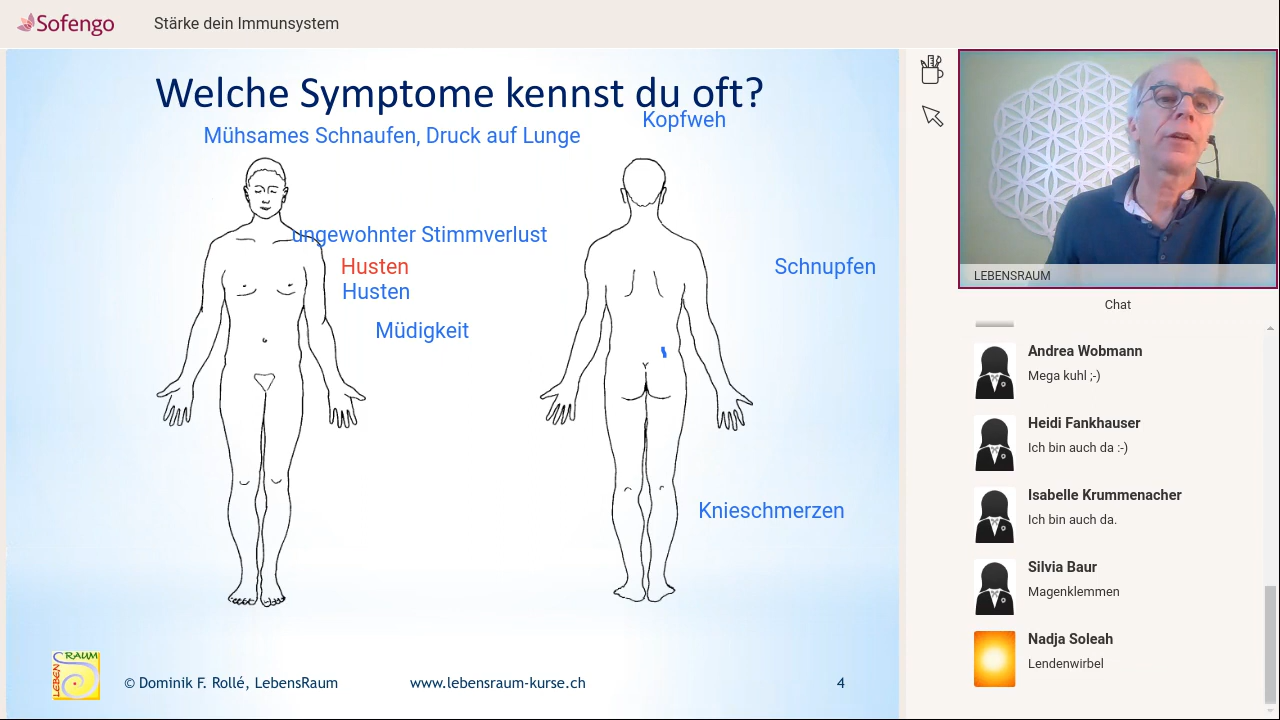 Sofengo
Stärke dein Immunsystem
Welche Symptome kennst du oft?
Kopfweh
Mühsames Schnaufen, Druck auf Lunge
ungewohnter Stimmverlust
Husten
Schnupfen
Husten
Müdigkeit
Knieschmerzen
LEBEN
SRAUM
© Dominik F. Rollé, LebensRaum
www.lebensraum-kurse.ch
4
LEBENSRAUM
Chat
Andrea Wobmann
Mega kuhl ;-)
Heidi Fankhauser
Ich bin auch da :-)
Isabelle Krummenacher
Ich bin auch da.
Silvia Baur
Magenklemmen
Nadja Soleah
Lendenwirbel